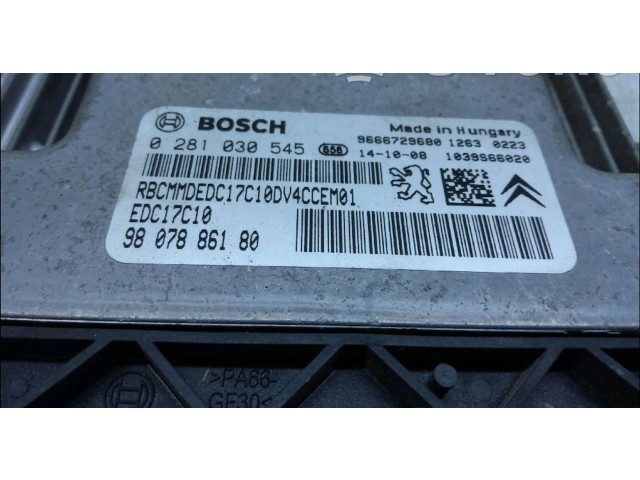 BOSCH
Made in Hungary
0 281 030 545 656 9666729680 1263 0223
14-10-08 1039S66020
RBCMMDEDC17C10DV4CCEM01
EDC17C10
98 078 861 80
>PA66-
GF30<